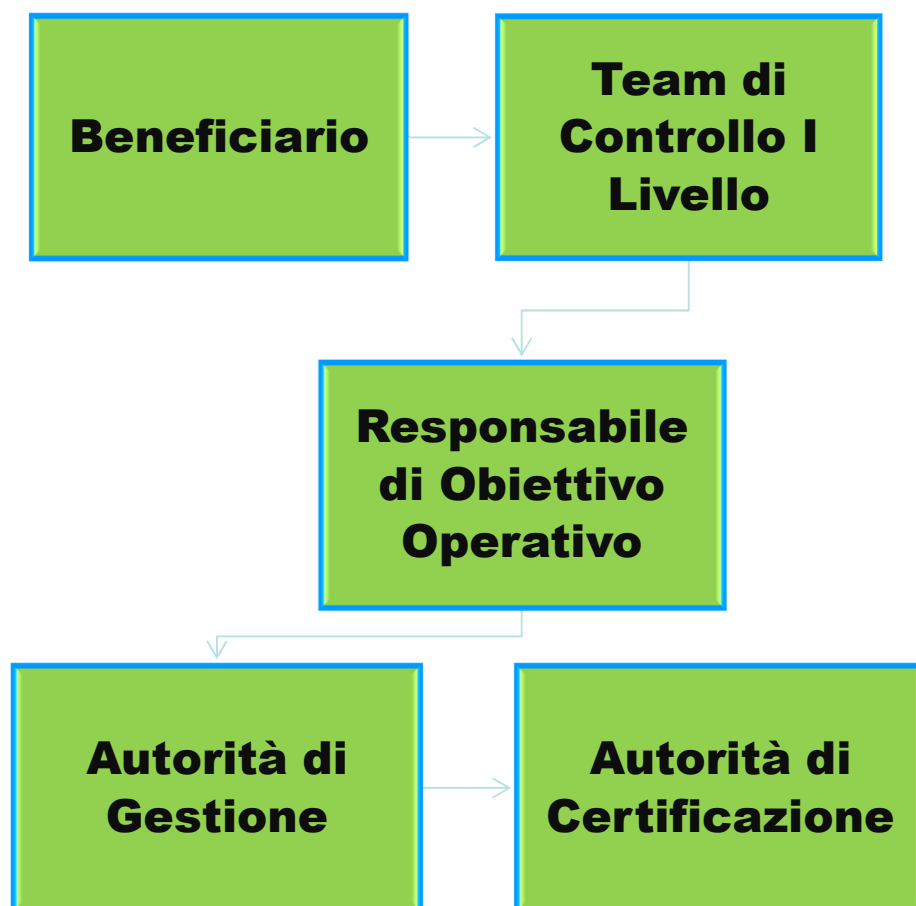 Beneficiario
Team di
Controllo I
Livello
Responsabile
di Obiettivo
Operativo
Autorità di
Gestione
Autorità di
Certificazione